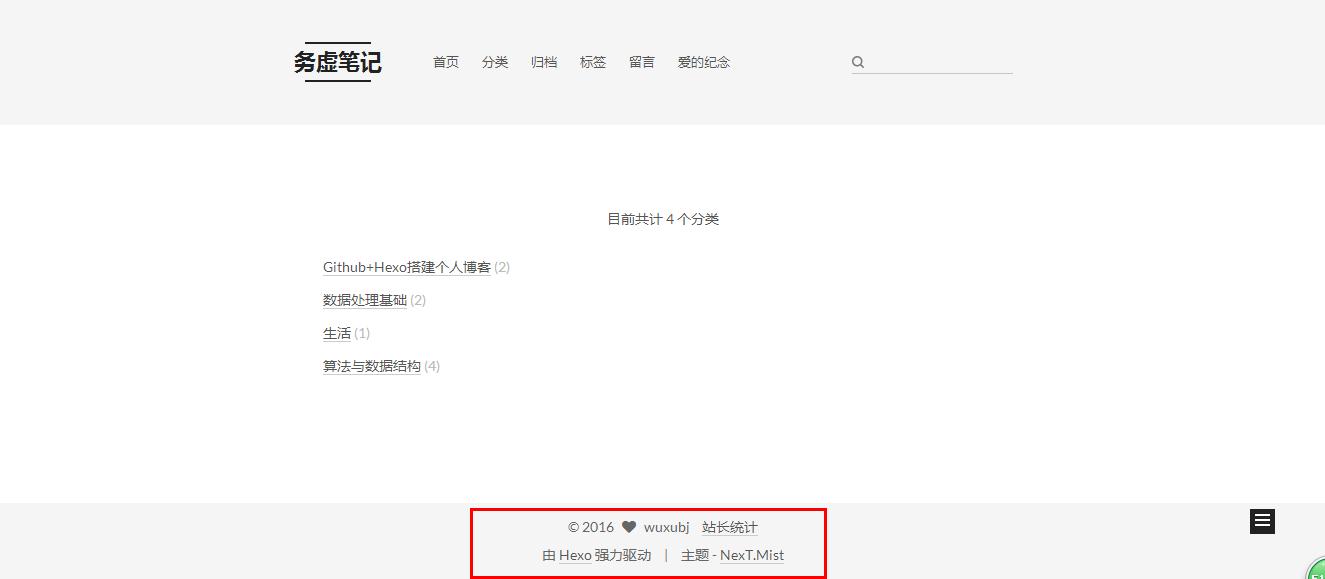 务虚笔记 首页 分类 归档 标签 留言 爱的纪念
目前共计 4 个分类
Github+Hexo搭建个人博客 (2)
数据处理基础 (2)
生活 (1)
算法与数据结构 (4)
© 2016 wuxubj 站长统计
由 Hexo 强力驱动 | 主题 - NexT.Mist